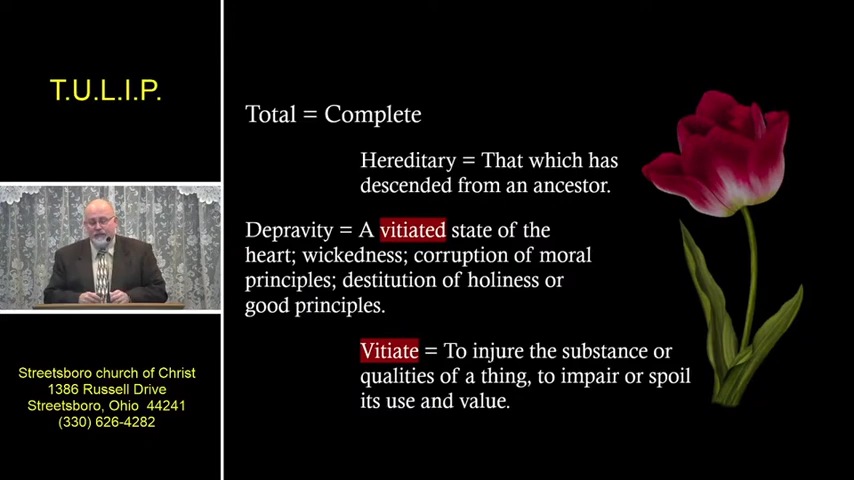 T.U.L.I.P.
Streetsboro church of Christ
1386 Russell Drive
Streetsboro, Ohio  44241
(330) 626-4282
Total = Complete
Hereditary = That which has
descended from an ancestor.
Depravity = A vitiated state of the
heart; wickedness; corruption of moral
principles; destitution of holiness or
good principles.
Vitiate = To injure the substance or
qualities of a thing, to impair or spoil
its use and value.